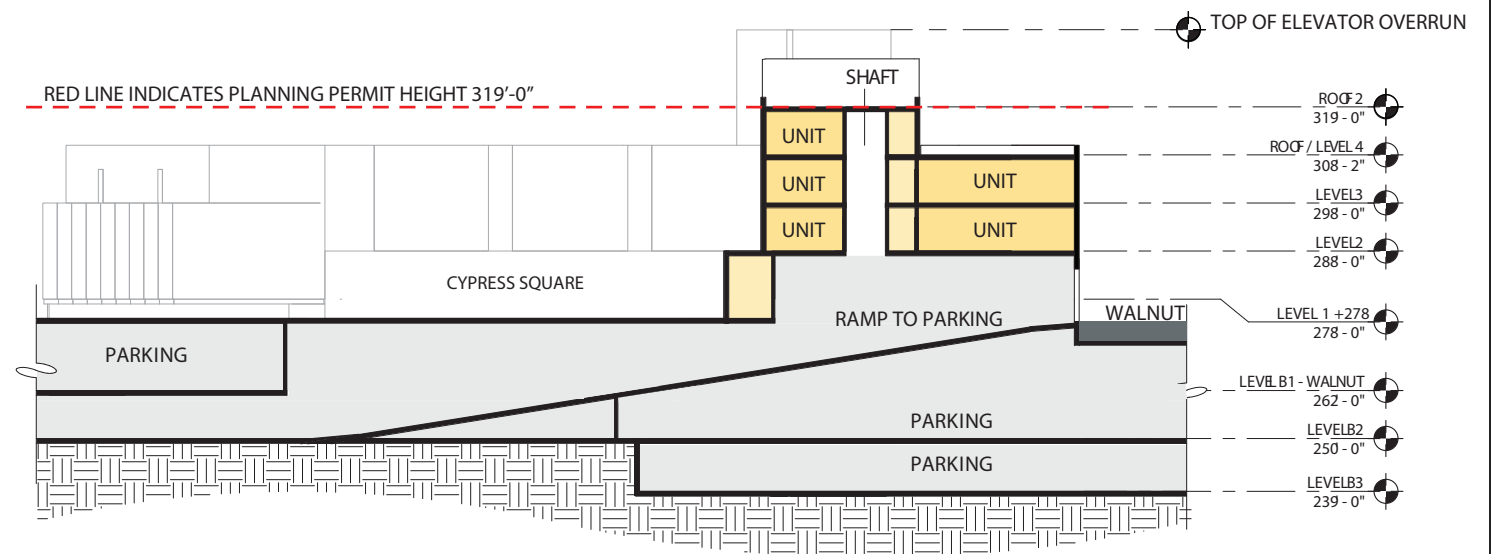 TOP OF ELEVATOR OVERRUN
SHAFT
RED LINE INDICATES PLANNING PERMIT HEIGHT 319'-0"
ROOF 2
319 - 0"
UNIT
ROOF / LEVEL 4
308 - 2"
UNIT
UNIT
LEVEL3
298 - 0"
UNIT
UNIT
LEVEL2
288 - 0"
CYPRESS SQUARE
RAMP TO PARKING
WALNUT
LEVEL 1 +278
278 - 0"
PARKING
LEVEL B1 - WALNUT
262 - 0"
PARKING
LEVELB2
250 - 0"
PARKING
LEVELB3
239 - 0"